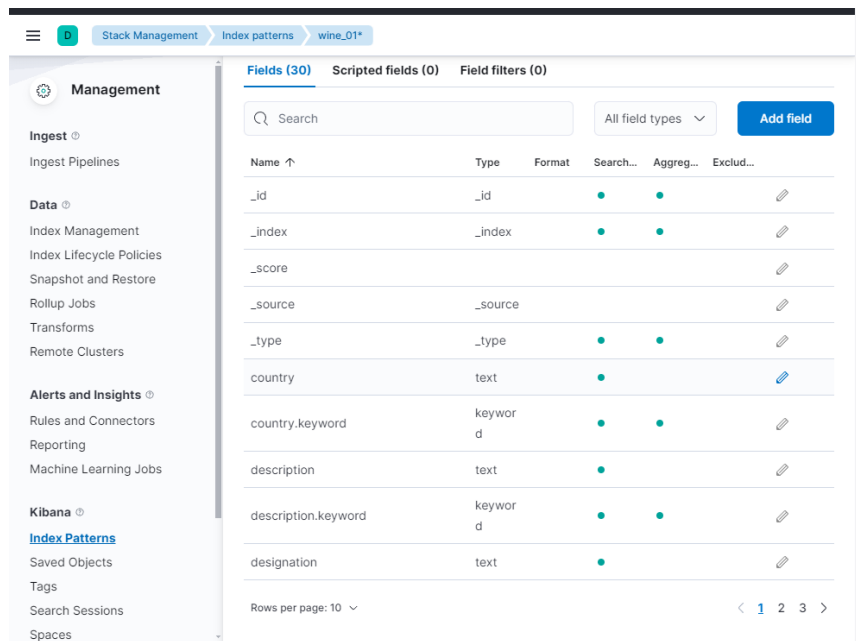 D Stack Management Index patterns wine_01*
Management
Ingest
Ingest Pipelines
Data
Index Management
Index Lifecycle Policies
Snapshot and Restore
Rollup Jobs
Transforms
Remote Clusters
Alerts and Insights
Rules and Connectors
Reporting
Machine Learning Jobs
Kibana
Index Patterns
Saved Objects
Tags
Search Sessions
Spaces
Fields (30) Scripted fields (0) Field filters (0)
Search All field types Add field
Name Type Format Search... Aggreg... Exclud...
_id _id
_index _index
_score
_source _source
_type _type
country text
country.keyword keywor
d
description text
description.keyword keywor
d
designation text
Rows per page: 10 1 2 3